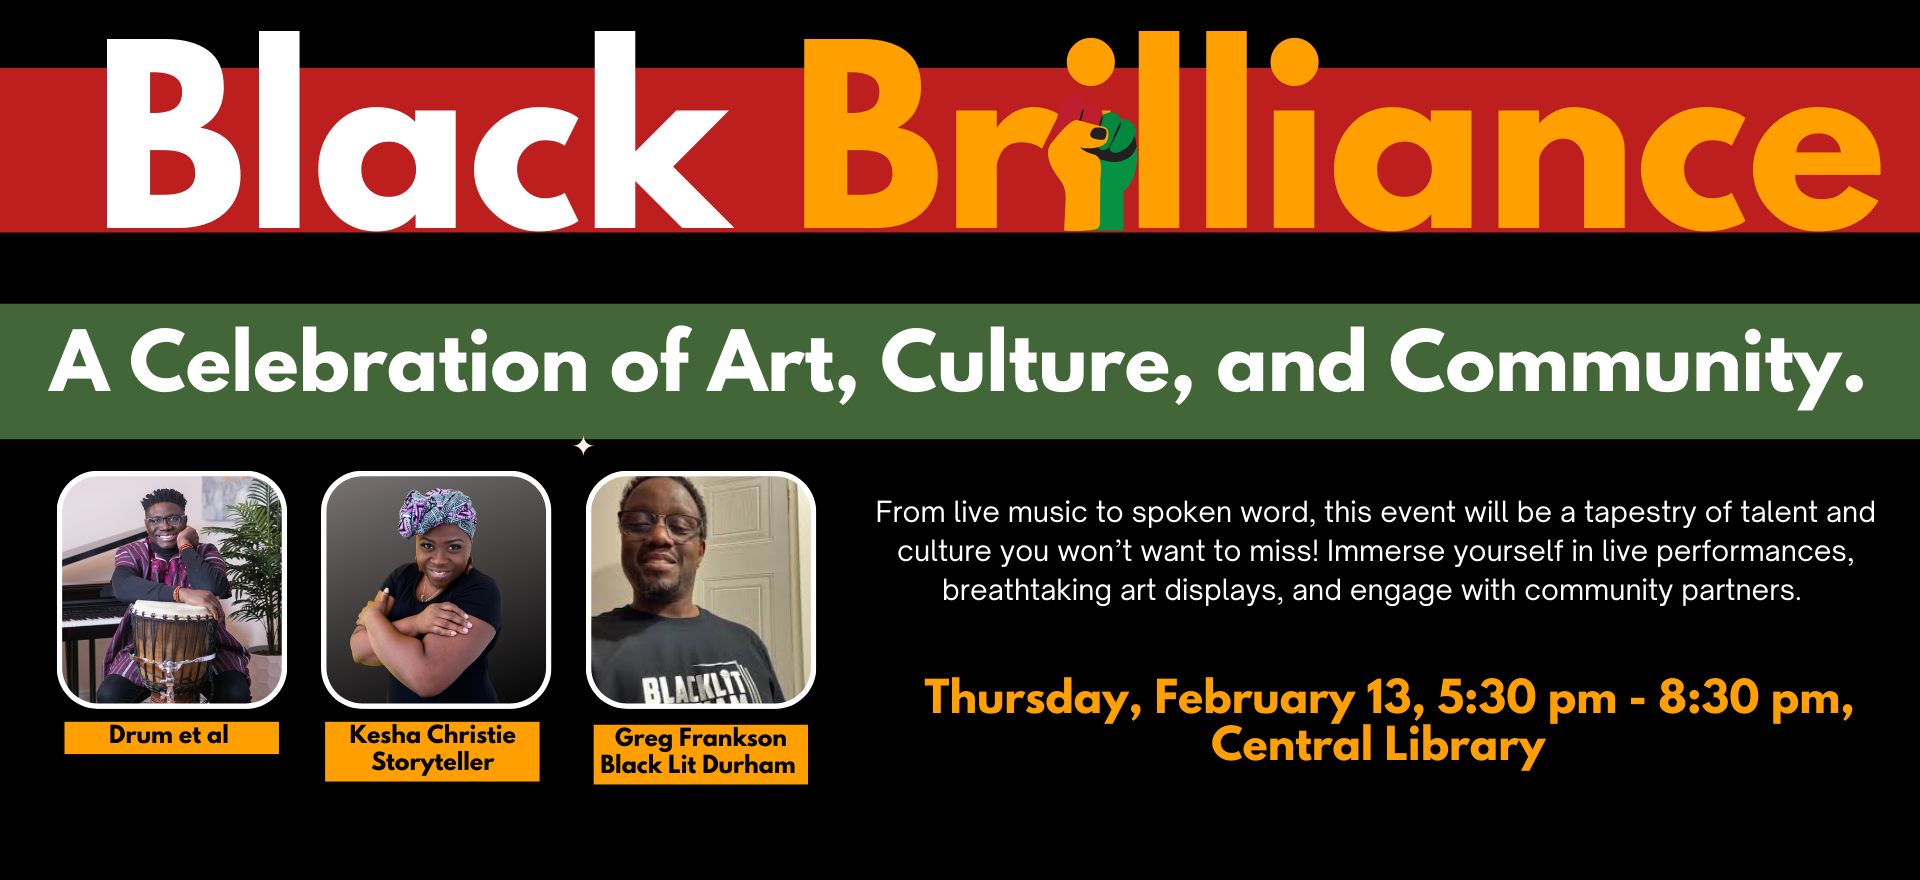 Black Brilliance
A Celebration of Art, Culture, and Community.
BLACKLIT
Drum et al
Kesha Christie
Storyteller
Greg Frankson
Black Lit Durham
From live music to spoken word, this event will be a tapestry of talent and
culture you won’t want to miss! Immerse yourself in live performances,
breathtaking art displays, and engage with community partners.
Thursday, February 13, 5:30 pm - 8:30 pm,
Central Library